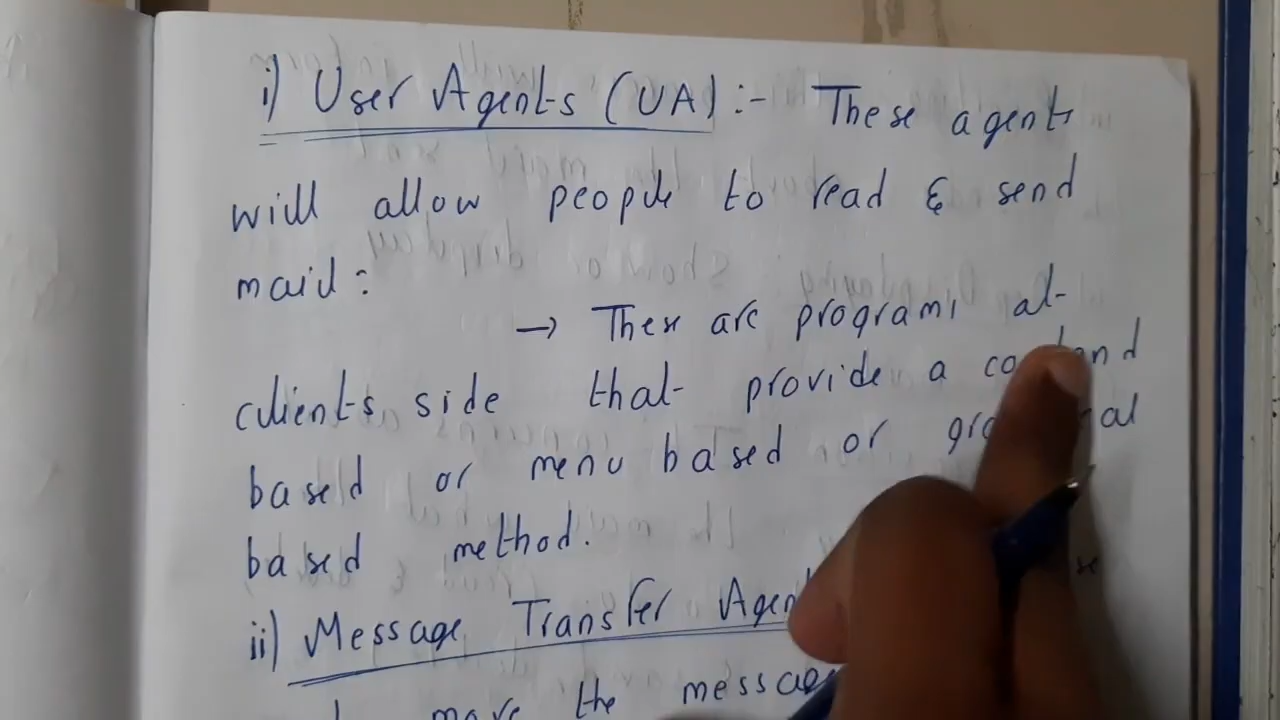 i) User Agents (UA) :- These agents
will allow people to read & send
mail:
→ These are programs at
clients side that provide a
based or menu based or
based method.
ii) Message Transfer
move the message